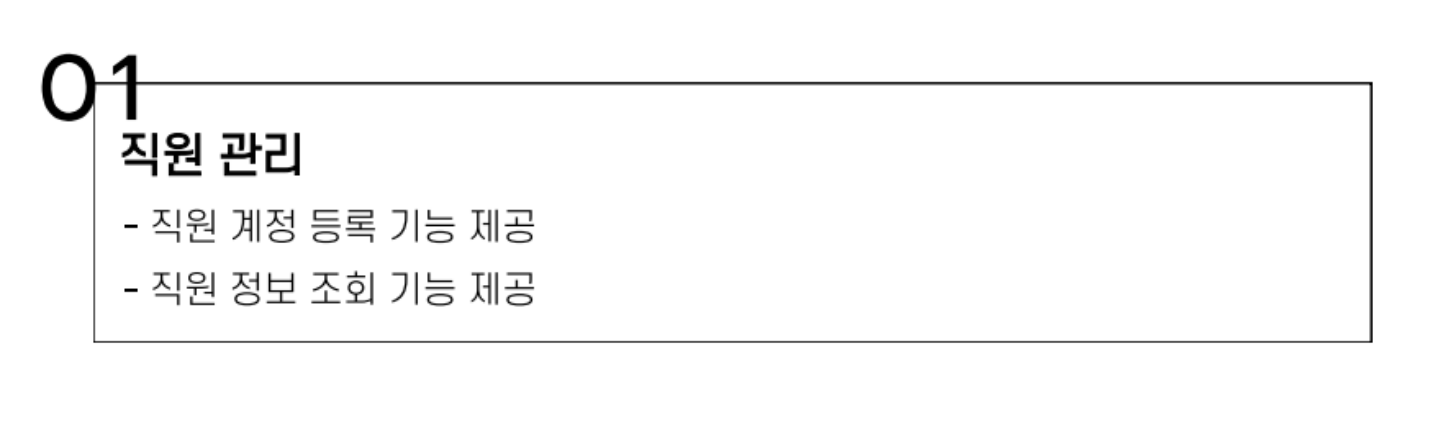 01
직원 관리
- 직원 계정 등록 기능 제공
- 직원 정보 조회 기능 제공